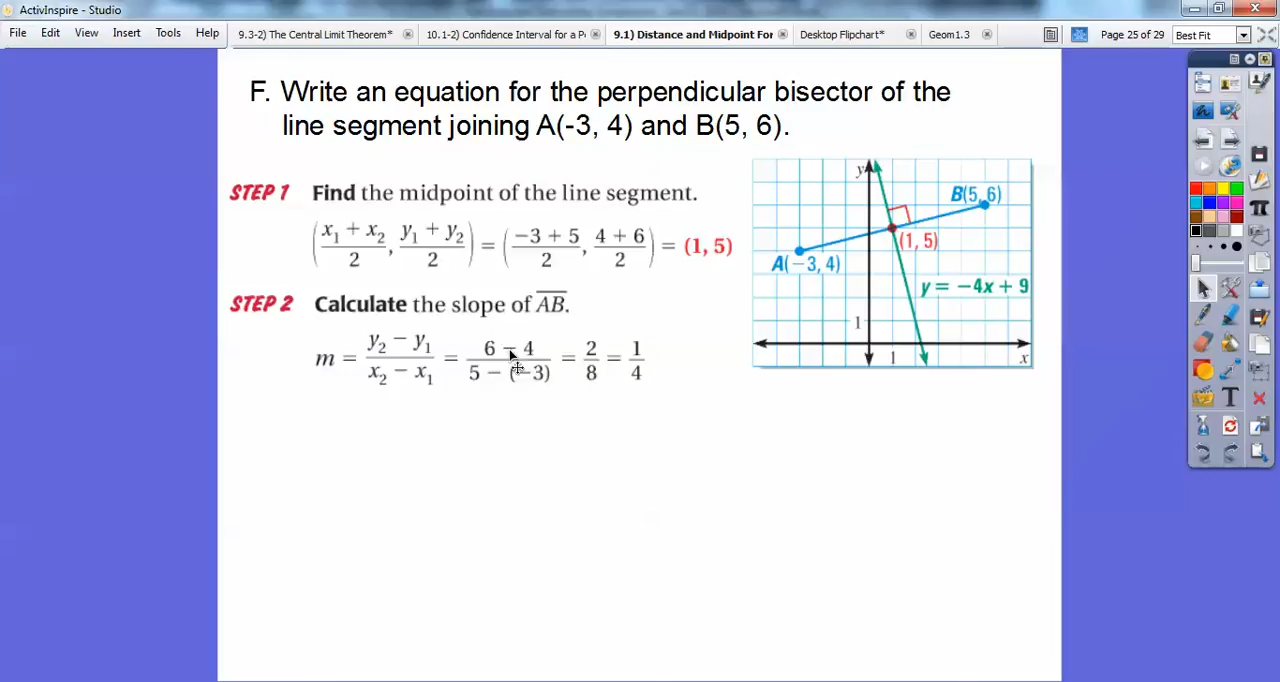 ActivInspire - Studio
File Edit View Insert Tools Help
9.3-2) The Central Limit Theorem* 10.1-2) Confidence Interval for a P 9.1) Distance and Midpoint For Desktop Flipchart* Geom1.3 Page 25 of 29 Best Fit
F. Write an equation for the perpendicular bisector of the
line segment joining A(-3, 4) and B(5, 6).
STEP 1 Find the midpoint of the line segment.
(x₁ + x₂ / 2, y₁ + y₂ / 2) = (−3 + 5 / 2, 4 + 6 / 2) = (1, 5)
STEP 2 Calculate the slope of A̅B̅.
m = y₂ − y₁ / x₂ − x₁ = 6 − 4 / 5 − (−3) = 2/8 = 1/4
y
B(5, 6)
(1, 5)
A(−3, 4)
y = −4x + 9
1
1
x